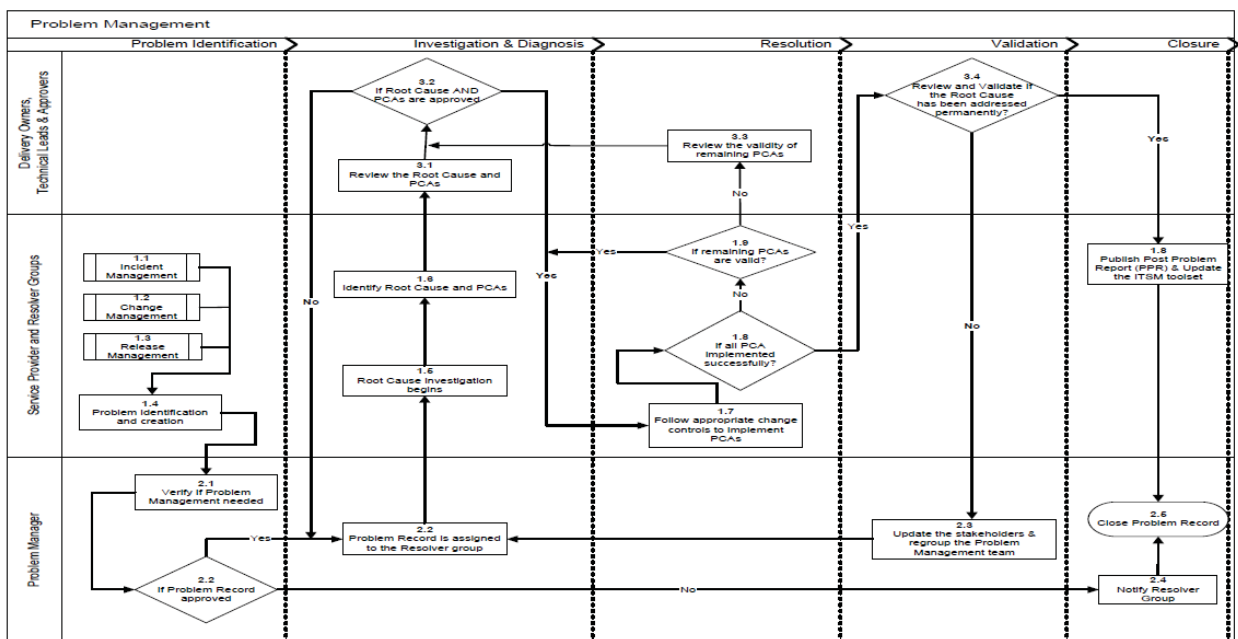 Problem Management
Problem Identification
Investigation & Diagnosis
Resolution
Validation
Closure
Delivery Owners,
Technical Leads & Approvers
3.2
If Root Cause AND
PCAs are approved
3.1
Review the Root Cause and
PCAs
3.3
Review the validity of
remaining PCAs
3.4
Review and Validate if
the Root Cause
has been addressed
permanently?
Yes
No
Service Provider and Resolver Groups
1.1
Incident
Management
1.2
Change
Management
1.3
Release
Management
1.4
Problem Identification
and creation
No
1.6
Identify Root Cause and PCAs
1.5
Root Cause Investigation
begins
Yes
Yes
1.9
If remaining PCAs
are valid?
No
1.8
If all PCA
implemented
successfully?
1.7
Follow appropriate change
controls to implement
PCAs
Yes
No
1.8
Publish Post Problem
Report (PPR) & Update
the ITSM toolset
Problem Manager
2.1
Verify if Problem
Management needed
2.2
If Problem Record
approved
Yes
2.2
Problem Record is assigned
to the Resolver group
No
2.3
Update the stakeholders &
regroup the Problem
Management team
2.5
Close Problem Record
2.4
Notify Resolver
Group